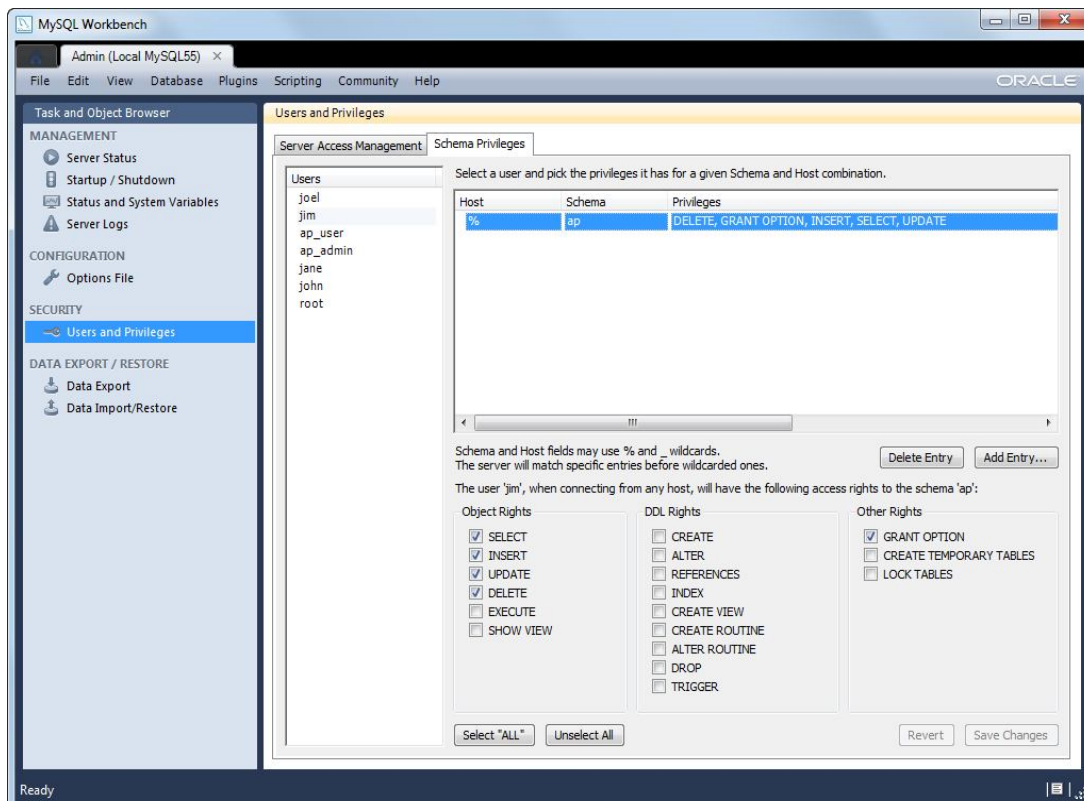 MySQL Workbench
Admin (Local MySQL55)
File Edit View Database Plugins Scripting Community Help
ORACLE
Task and Object Browser
MANAGEMENT
Server Status
Startup / Shutdown
Status and System Variables
Server Logs
CONFIGURATION
Options File
SECURITY
Users and Privileges
DATA EXPORT / RESTORE
Data Export
Data Import/Restore
Users and Privileges
Server Access Management Schema Privileges
Users
joel
jim
ap_user
ap_admin
jane
john
root
Select a user and pick the privileges it has for a given Schema and Host combination.
Host Schema Privileges
% ap DELETE, GRANT OPTION, INSERT, SELECT, UPDATE
Schema and Host fields may use % and _ wildcards.
The server will match specific entries before wildcarded ones.
Delete Entry Add Entry...
The user 'jim', when connecting from any host, will have the following access rights to the schema 'ap':
Object Rights
SELECT
INSERT
UPDATE
DELETE
EXECUTE
SHOW VIEW
DDL Rights
CREATE
ALTER
REFERENCES
INDEX
CREATE VIEW
CREATE ROUTINE
ALTER ROUTINE
DROP
TRIGGER
Other Rights
GRANT OPTION
CREATE TEMPORARY TABLES
LOCK TABLES
Select "ALL" Unselect All Revert Save Changes
Ready